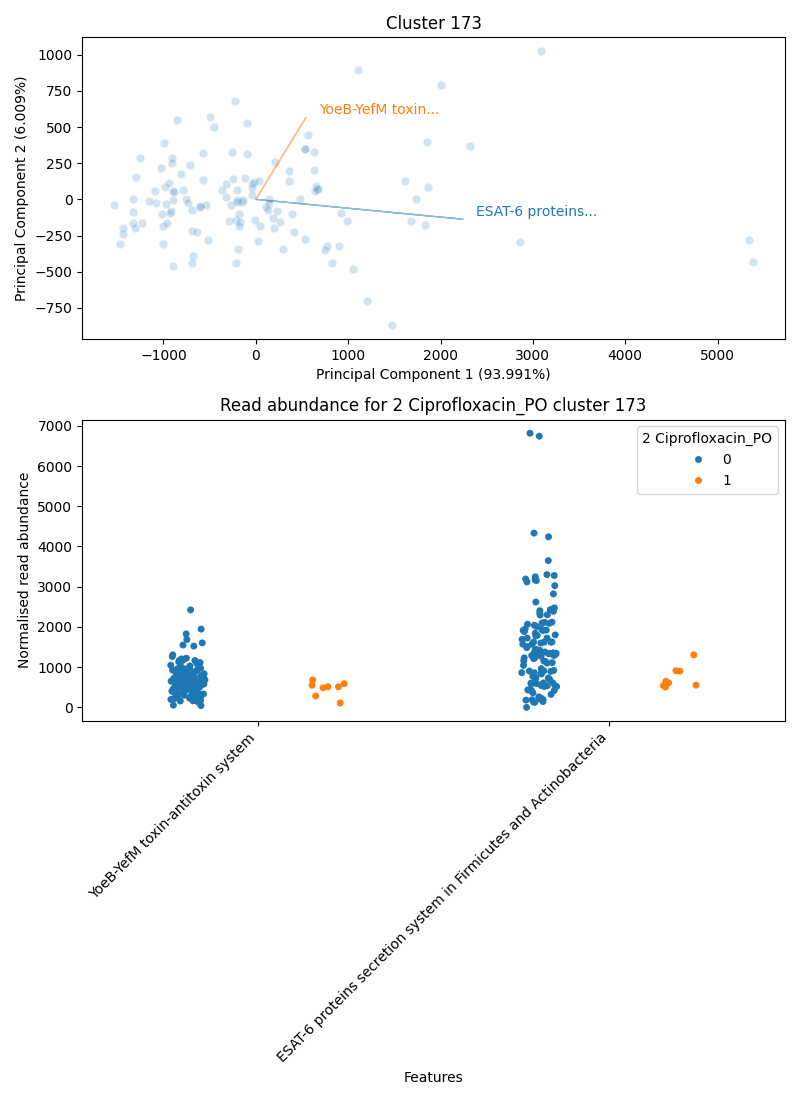 Cluster 173
1000
750
500
250
0
−250
−500
−750
Principal Component 2 (6.009%)
YoeB-YefM toxin...
ESAT-6 proteins...
−1000
0
1000
2000
3000
4000
5000
Principal Component 1 (93.991%)
Read abundance for 2 Ciprofloxacin_PO cluster 173
7000
6000
5000
4000
3000
2000
1000
0
Normalised read abundance
2 Ciprofloxacin_PO
0
1
YoeB-YefM toxin-antitoxin system
ESAT-6 proteins secretion system in Firmicutes and Actinobacteria
Features